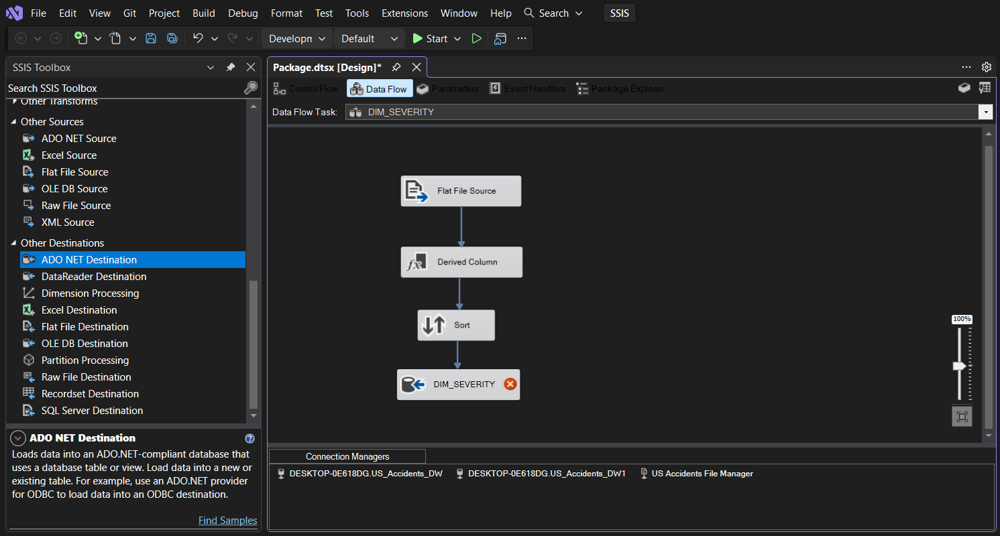 File Edit View Git Project Build Debug Format Test Tools Extensions Window Help Search SSIS
Developn Default Start
SSIS Toolbox
Search SSIS Toolbox
Other Transforms
Other Sources
ADO NET Source
Excel Source
Flat File Source
OLE DB Source
Raw File Source
XML Source
Other Destinations
ADO NET Destination
DataReader Destination
Dimension Processing
Excel Destination
Flat File Destination
OLE DB Destination
Partition Processing
Raw File Destination
Recordset Destination
SQL Server Destination
ADO NET Destination
Loads data into an ADO.NET-compliant database that
uses a database table or view. Load data into a new or
existing table. For example, use an ADO.NET provider
for ODBC to load data into an ODBC destination.
Find Samples
Package.dtsx [Design]*
Control Flow Data Flow Parameters Event Handlers Package Explorer
Data Flow Task: DIM_SEVERITY
Flat File Source
Derived Column
Sort
DIM_SEVERITY
100%
Connection Managers
DESKTOP-0E618DG.US_Accidents_DW DESKTOP-0E618DG.US_Accidents_DW1 US Accidents File Manager